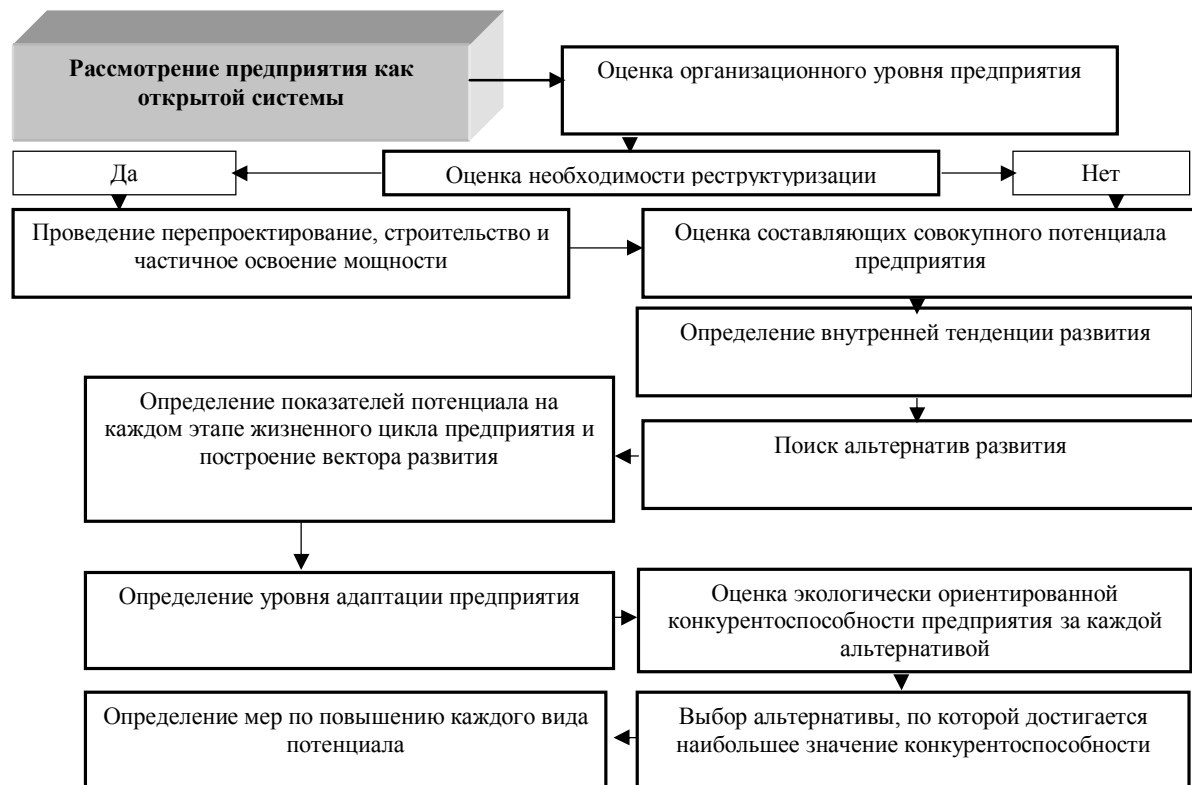 Рассмотрение предприятия как
открытой системы
Оценка организационного уровня предприятия
Да
Оценка необходимости реструктуризации
Нет
Проведение перепроектирование, строительство и
частичное освоение мощности
Оценка составляющих совокупного потенциала
предприятия
Определение внутренней тенденции развития
Определение показателей потенциала на
каждом этапе жизненного цикла предприятия и
построение вектора развития
Поиск альтернатив развития
Определение уровня адаптации предприятия
Оценка экологически ориентированной
конкурентоспособности предприятия за каждой
альтернативой
Определение мер по повышению каждого вида
потенциала
Выбор альтернативы, по которой достигается
наибольшее значение конкурентоспособности